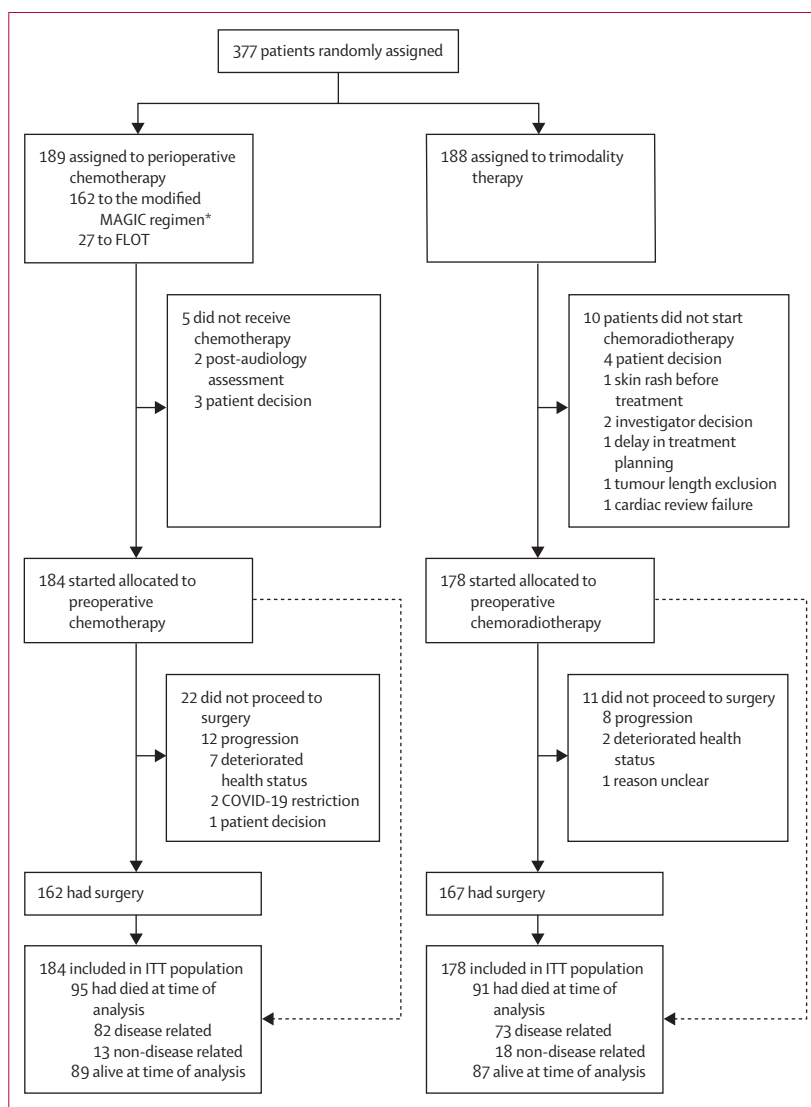 377 patients randomly assigned
189 assigned to perioperative
chemotherapy
162 to the modified
MAGIC regimen*
27 to FLOT
188 assigned to trimodality
therapy
5 did not receive
chemotherapy
2 post-audiology
assessment
3 patient decision
10 patients did not start
chemoradiotherapy
4 patient decision
1 skin rash before
treatment
2 investigator decision
1 delay in treatment
planning
1 tumour length exclusion
1 cardiac review failure
184 started allocated to
preoperative
chemotherapy
178 started allocated to
preoperative
chemoradiotherapy
22 did not proceed to
surgery
12 progression
7 deteriorated
health status
2 COVID-19 restriction
1 patient decision
11 did not proceed to surgery
8 progression
2 deteriorated health
status
1 reason unclear
162 had surgery
167 had surgery
184 included in ITT population
95 had died at time of
analysis
82 disease related
13 non-disease related
89 alive at time of analysis
178 included in ITT population
91 had died at time of
analysis
73 disease related
18 non-disease related
87 alive at time of analysis